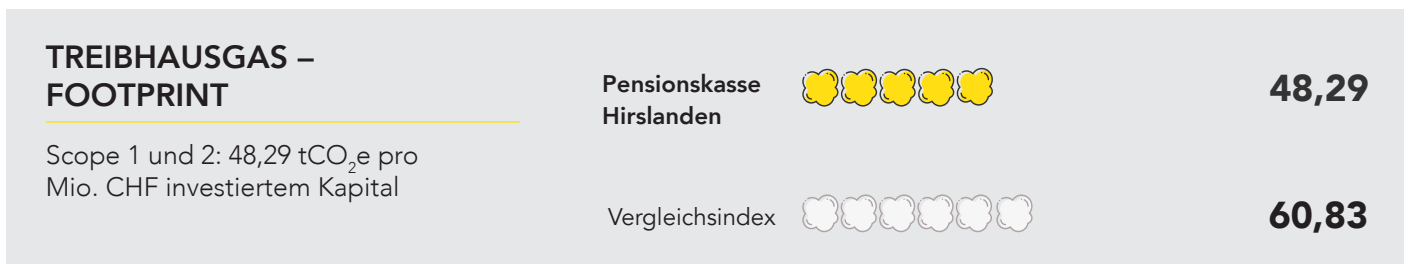 TREIBHAUSGAS –
FOOTPRINT
Scope 1 und 2: 48,29 tCO₂e pro
Mio. CHF investiertem Kapital
Pensionskasse
Hirslanden
48,29
Vergleichsindex
60,83